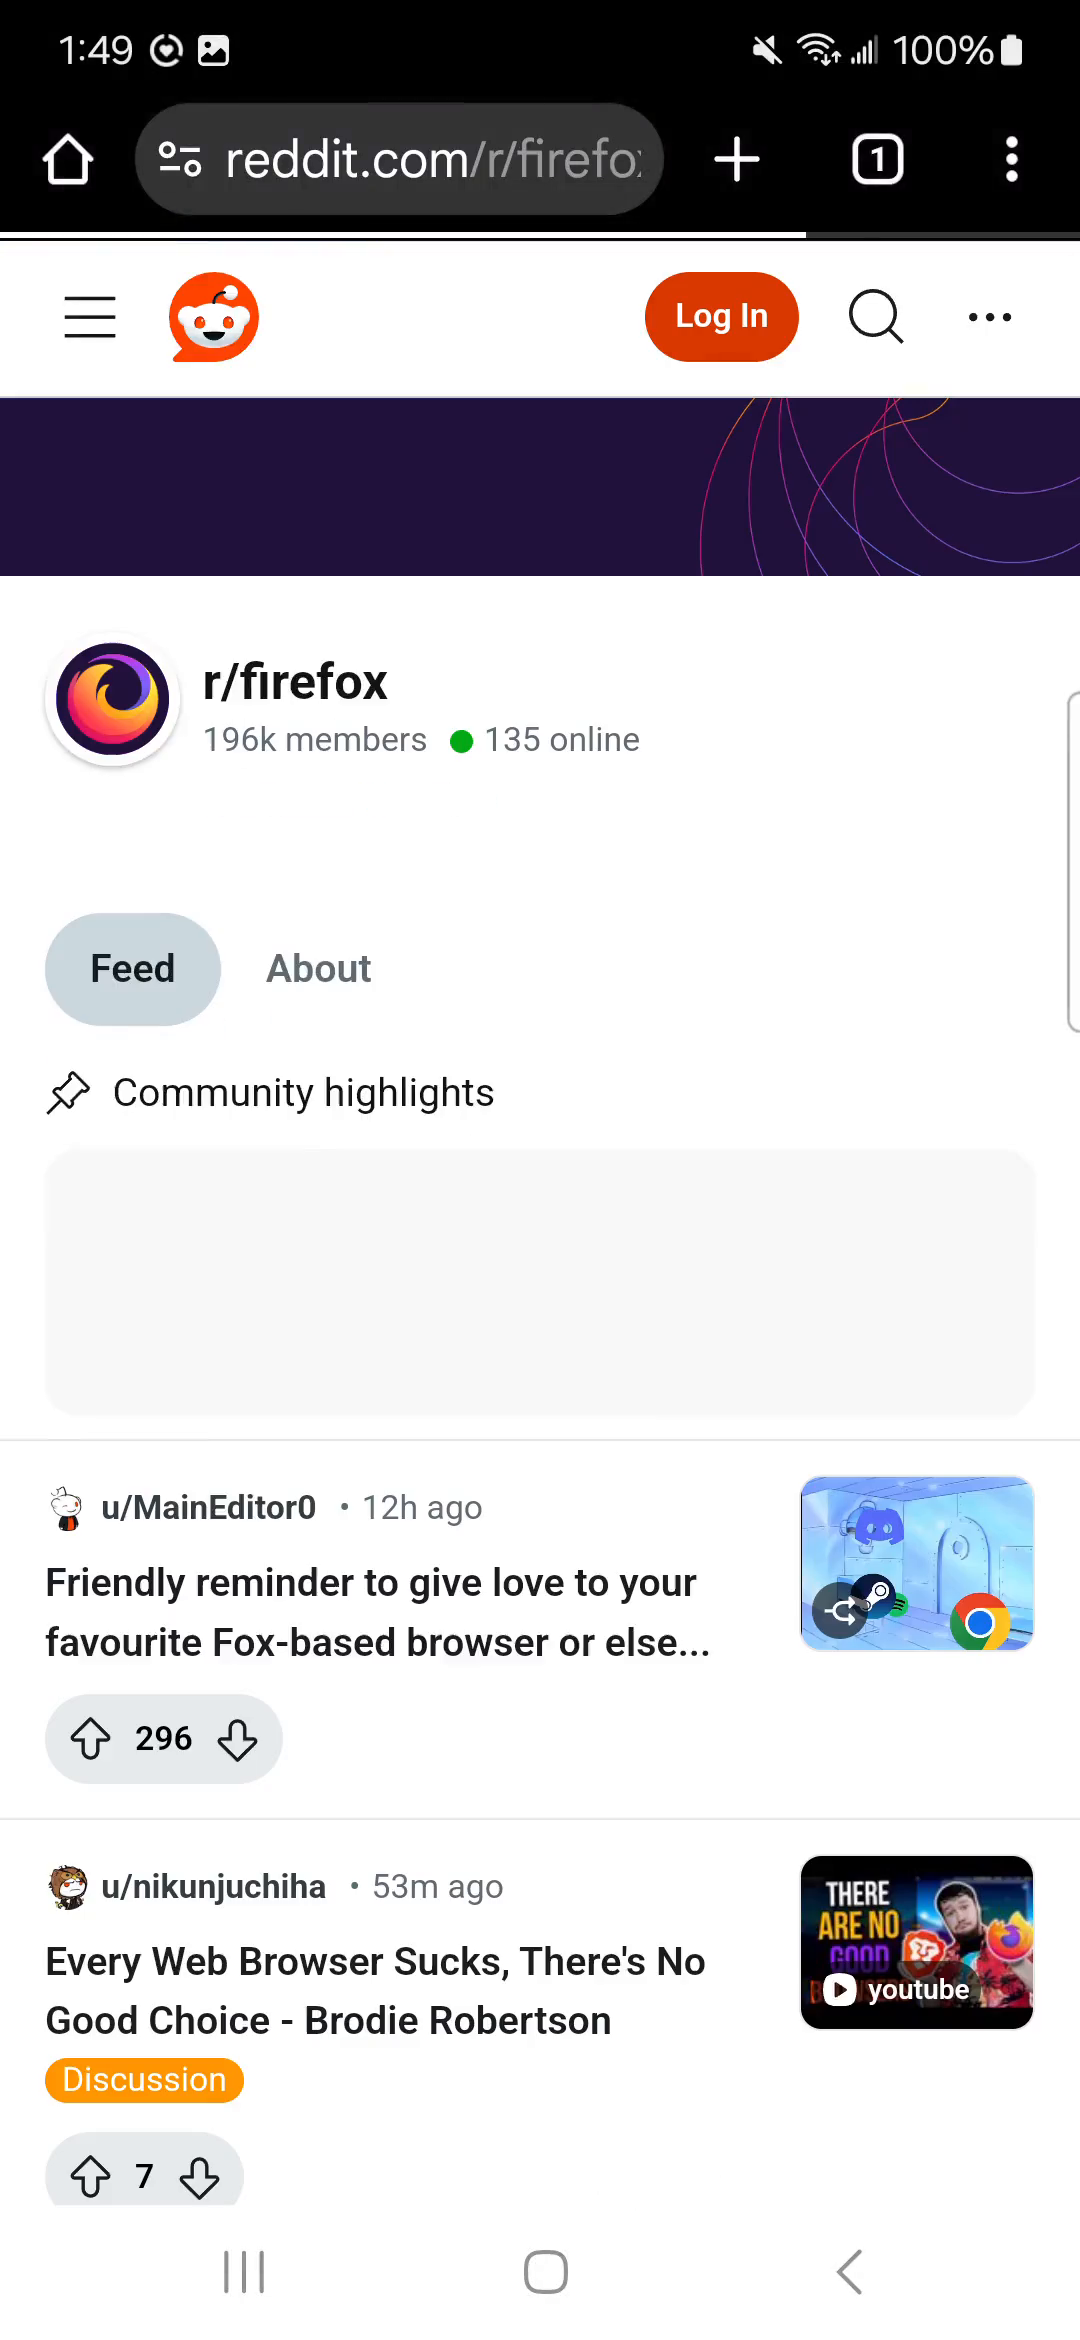 1:49
100%
reddit.com/r/firefo
1
Log In
r/firefox
196k members
135 online
Feed
About
Community highlights
u/MainEditor0 • 12h ago
Friendly reminder to give love to your
favourite Fox-based browser or else...
296
u/nikunjuchiha • 53m ago
Every Web Browser Sucks, There's No
Good Choice - Brodie Robertson
Discussion
THERE
ARE NO
GOOD
youtube
7